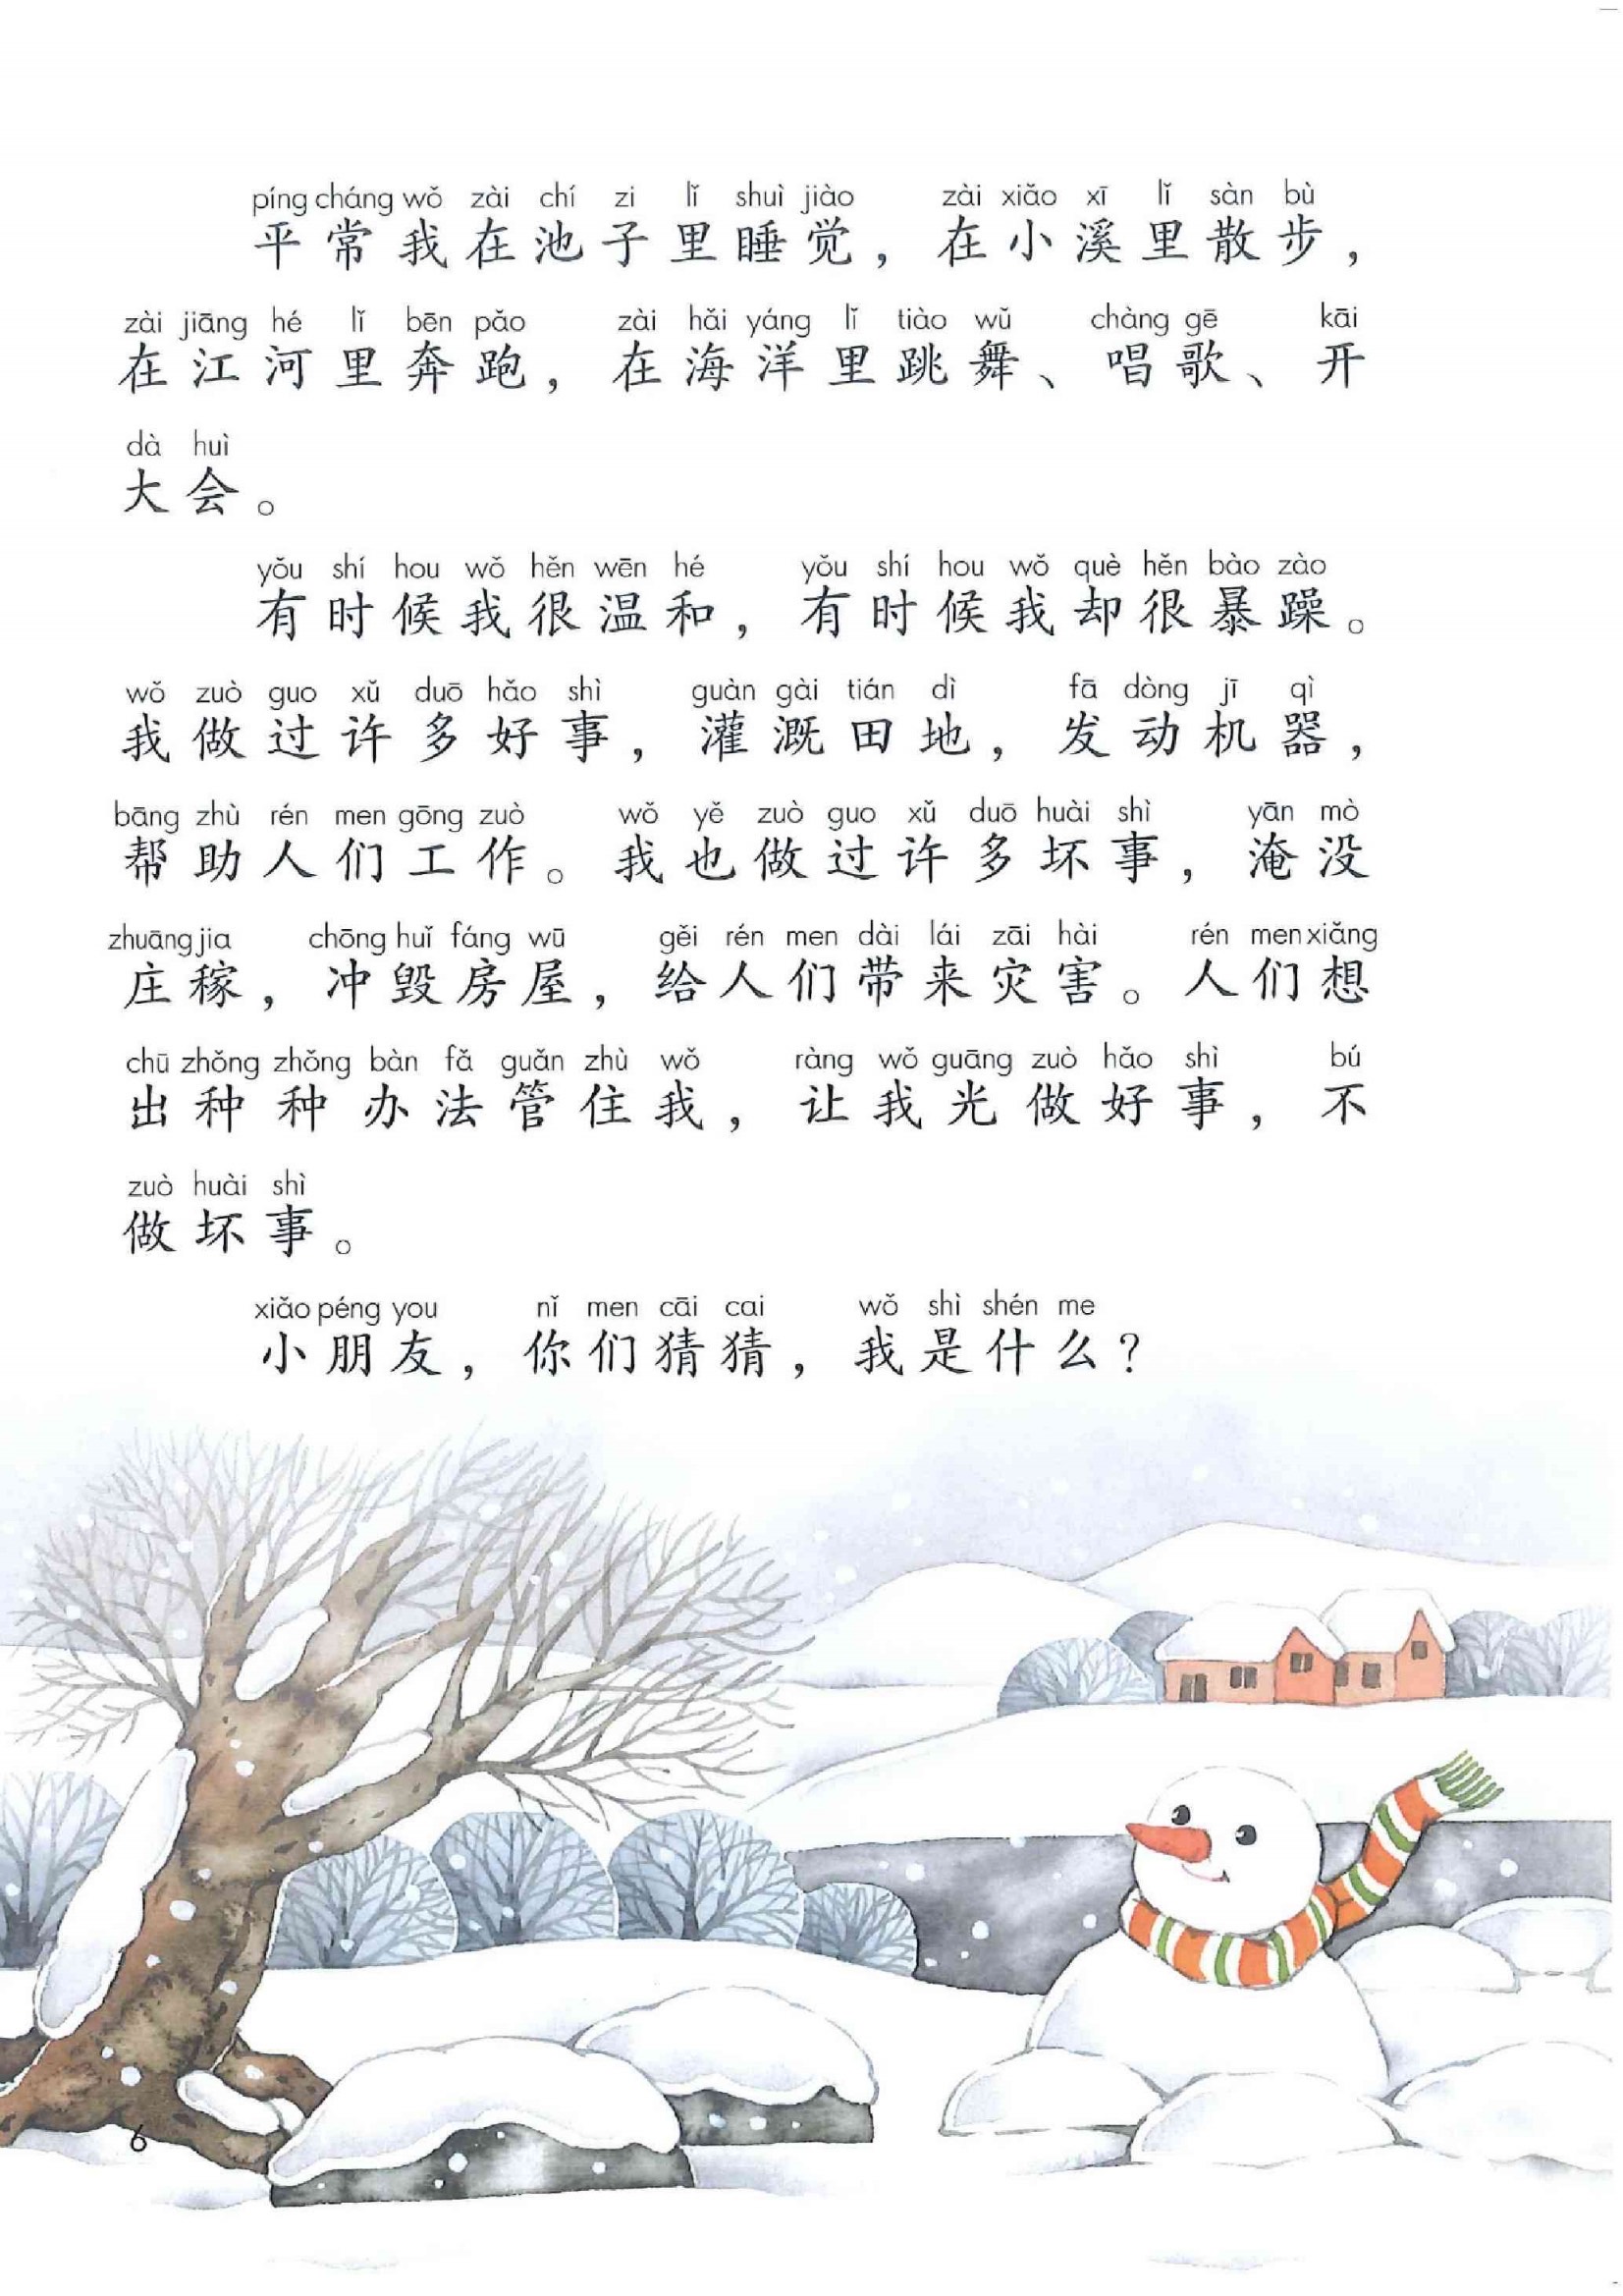 píng cháng wǒ zài chí zi lǐ shuì jiào zài xiǎo xī lǐ sàn bù
平常我在池子里睡觉，在小溪里散步，
zài jiāng hé lǐ bēn pǎo zài hǎi yáng lǐ tiào wǔ chàng gē kāi
在江河里奔跑，在海洋里跳舞、唱歌、开
dà huì
大会。
yǒu shí hou wǒ hěn wēn hé yǒu shí hou wǒ què hěn bào zào
有时候我很温和，有时候我却很暴躁。
wǒ zuò guo xǔ duō hǎo shì guàn gài tián dì fā dòng jī qì
我做过许多好事，灌溉田地，发动机器，
bāng zhù rén men gōng zuò wǒ yě zuò guo xǔ duō huài shì yān mò
帮助人们工作。我也做过许多坏事，淹没
zhuāng jia chōng huǐ fáng wū gěi rén men dài lái zāi hài rén men xiǎng
庄稼，冲毁房屋，给人们带来灾害。人们想
chū zhǒng zhǒng bàn fǎ guǎn zhù wǒ ràng wǒ guāng zuò hǎo shì bú
出种种办法管住我，让我光做好事，不
zuò huài shì
做坏事。
xiǎo péng you nǐ men cāi cai wǒ shì shén me
小朋友，你们猜猜，我是什么？
6